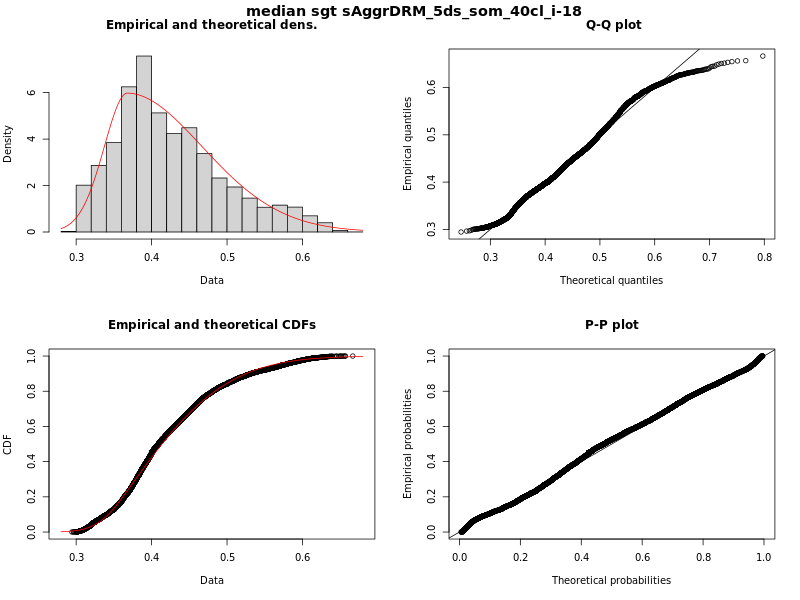 median sgt sAggrDRM_5ds_som_40cl_i-18
Empirical and theoretical dens.
Density
0 2 4 6
0.3 0.4 0.5 0.6
Data
Q-Q plot
Empirical quantiles
0.3 0.4 0.5 0.6
0.3 0.4 0.5 0.6 0.7 0.8
Theoretical quantiles
Empirical and theoretical CDFs
CDF
0.0 0.2 0.4 0.6 0.8 1.0
0.3 0.4 0.5 0.6
Data
P-P plot
Empirical probabilities
0.0 0.2 0.4 0.6 0.8 1.0
0.0 0.2 0.4 0.6 0.8 1.0
Theoretical probabilities